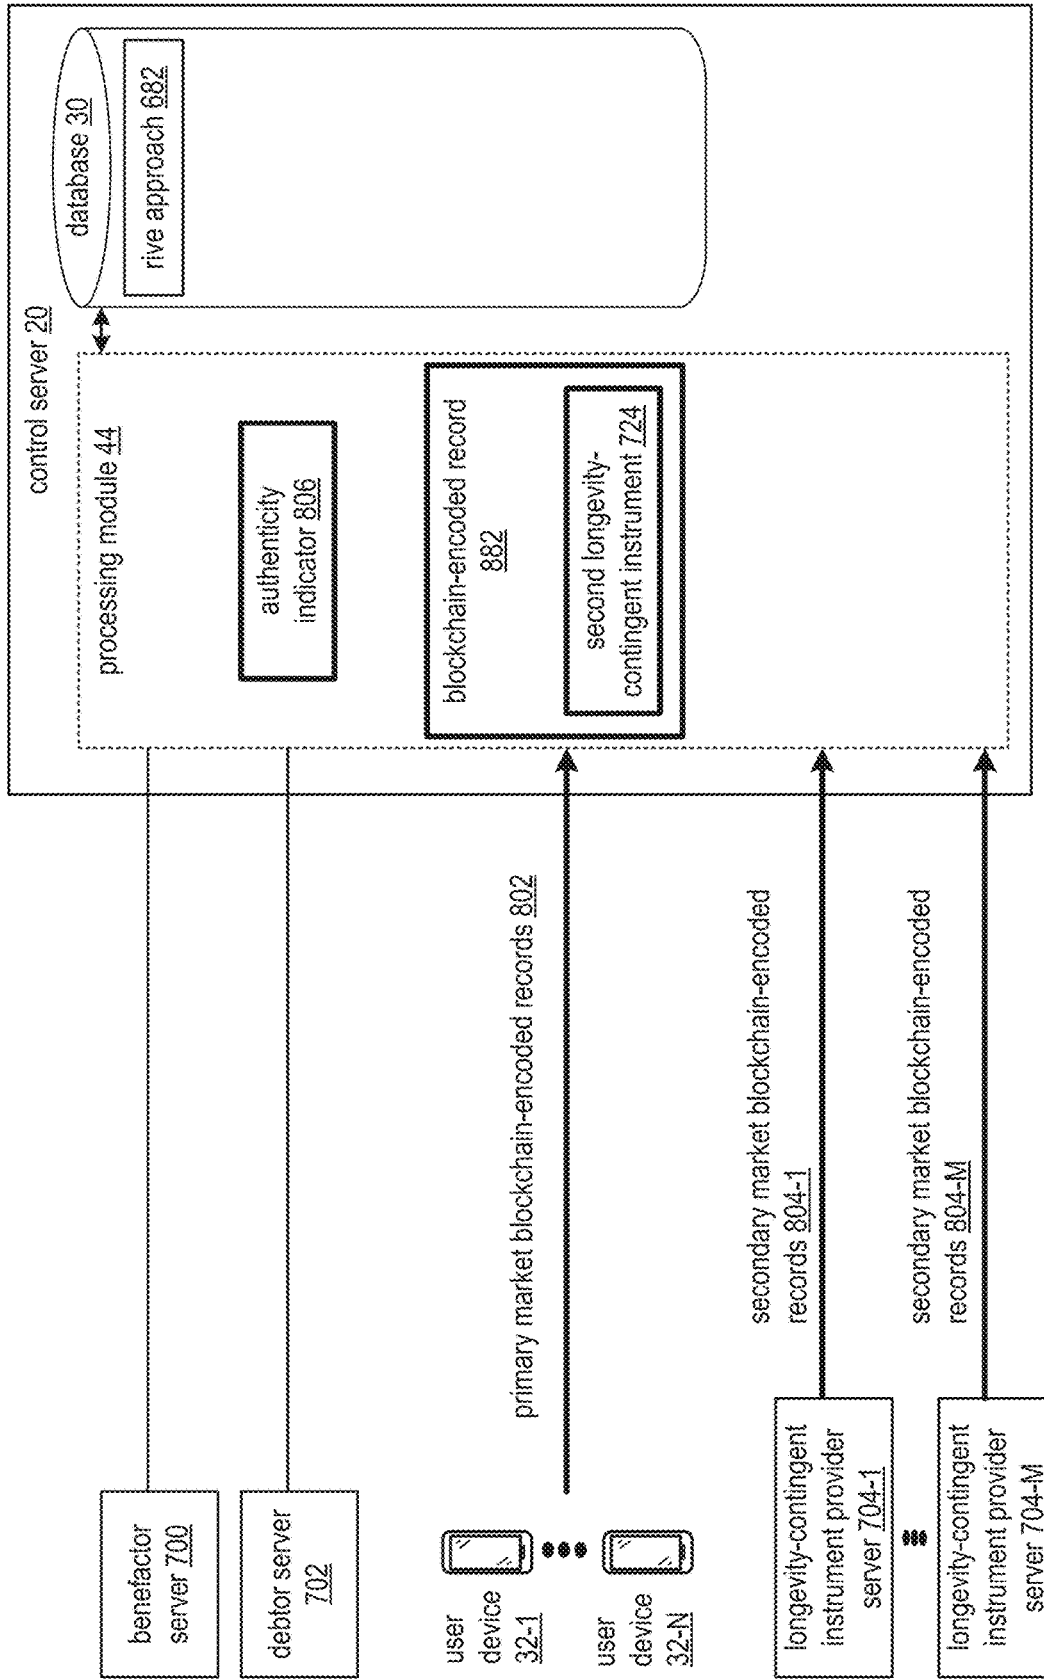 control server 20
database 30
rive approach 682
processing module 44
authenticity
indicator 806
blockchain-encoded record
882
second longevity-
contingent instrument 724
benefactor
server 700
debtor server
702
user
device
32-1
user
device
32-N
primary market blockchain-encoded records 802
longevity-contingent
instrument provider
server 704-1
secondary market blockchain-encoded
records 804-1
longevity-contingent
instrument provider
server 704-M
secondary market blockchain-encoded
records 804-M